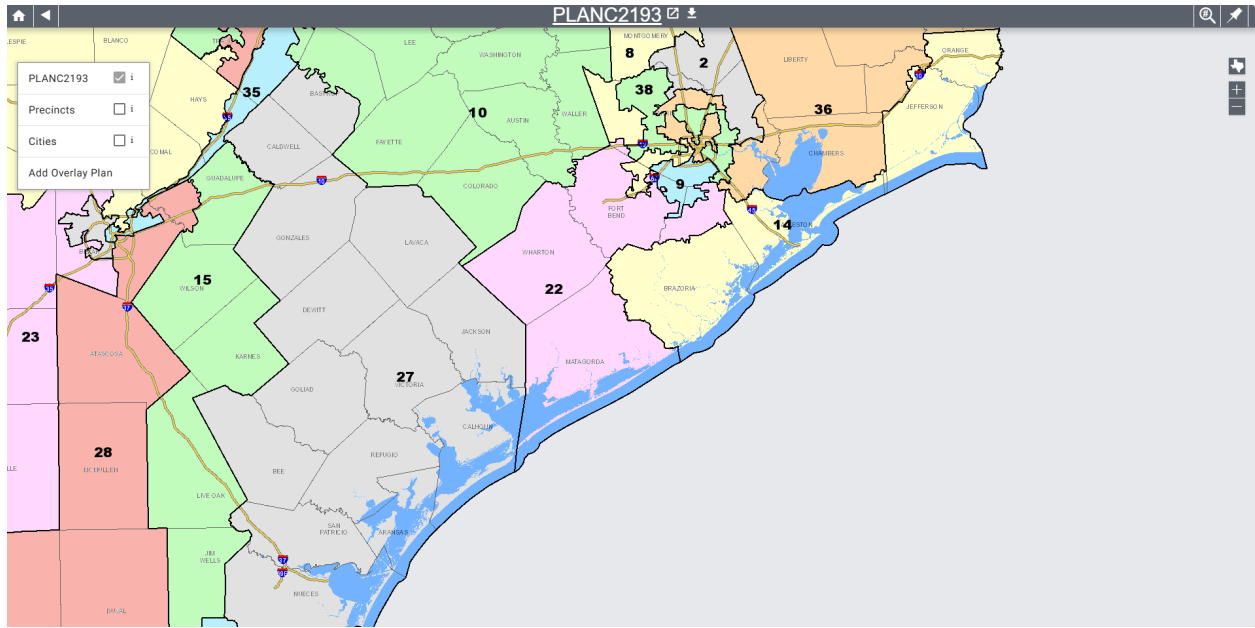 PLANC2193
PLANC2193
Precincts
Cities
Add Overlay Plan
BLANCO
LEE
WASHINGTON
MONTGOMERY
8
2
LIBERTY
ORANGE
35
HAYS
38
36
JEFFERSON
10
AUSTIN
WALLER
FAYETTE
CALDWELL
CHAMBERS
GUADALUPE
COLORADO
9
FORT
BEND
14
GONZALES
LAVACA
WHARTON
15
WILSON
22
BRAZORIA
DEWITT
23
JACKSON
ATASCOSA
KARNES
MATAGORDA
27
VICTORIA
GOLIAD
CALHOUN
28
MCMULLEN
REFUGIO
BEE
LIVE OAK
SAN
PATRICIO
ARANSAS
JIM
WELLS
NUECES
DUVAL